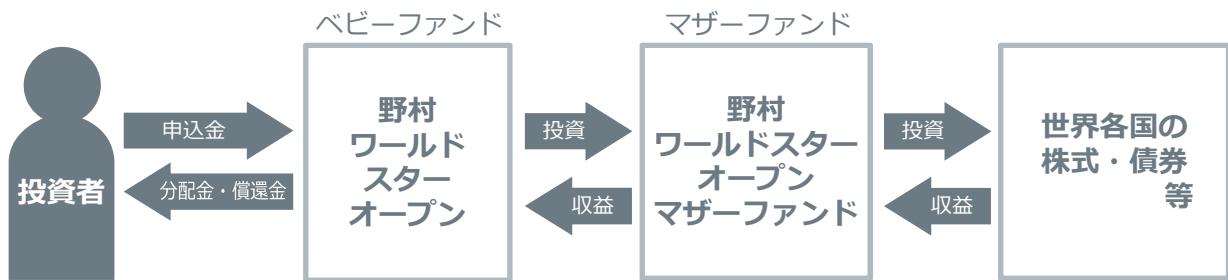 ベビーファンド
マザーファンド
投資者
申込金
分配金・償還金
野村
ワールド
スター
オープン
投資
収益
野村
ワールドスター
オープン
マザーファンド
投資
収益
世界各国の
株式・債券
等